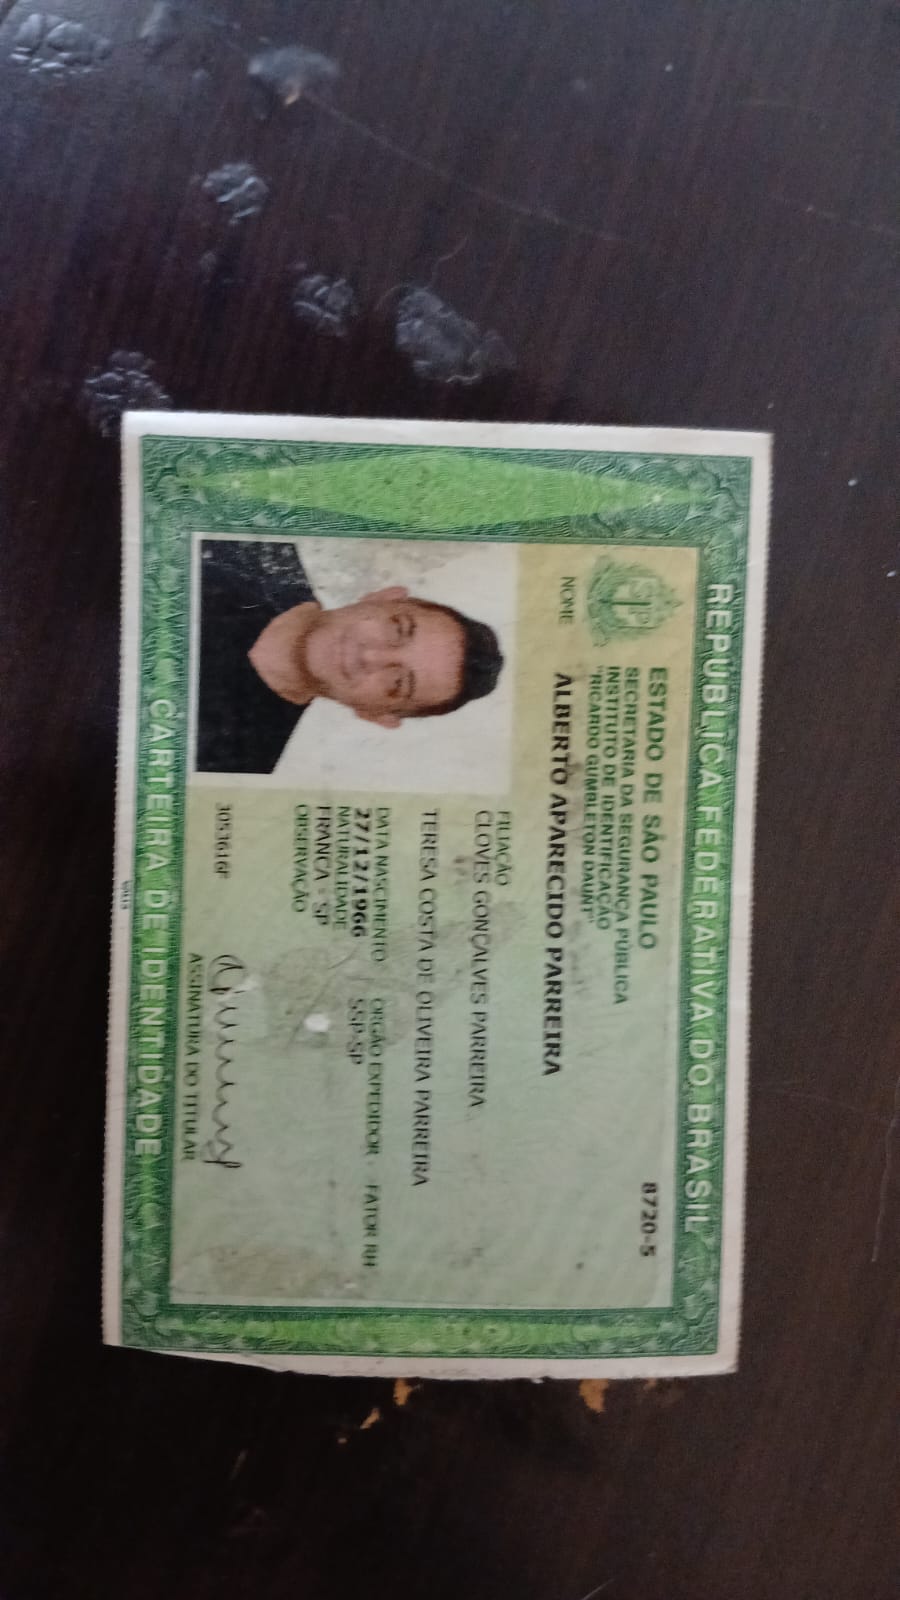 REPÚBLICA FEDERATIVA DO BRASIL
8720-5
ESTADO DE SÃO PAULO
SECRETARIA DA SEGURANÇA PÚBLICA
INSTITUTO DE IDENTIFICAÇÃO
"RICARDO GUMBLETON DAUNT"
NOME
ALBERTO APARECIDO PARREIRA
FILIAÇÃO
CLOVES GONÇALVES PARREIRA
TERESA COSTA DE OLIVEIRA PARREIRA
DATA NASCIMENTO ORGÃO EXPEDIDOR FATOR RH
27/12/1966 SSP-SP
NATURALIDADE
FRANCA - SP
OBSERVAÇÃO
ASSINATURA DO TITULAR
CARTEIRA DE IDENTIDADE